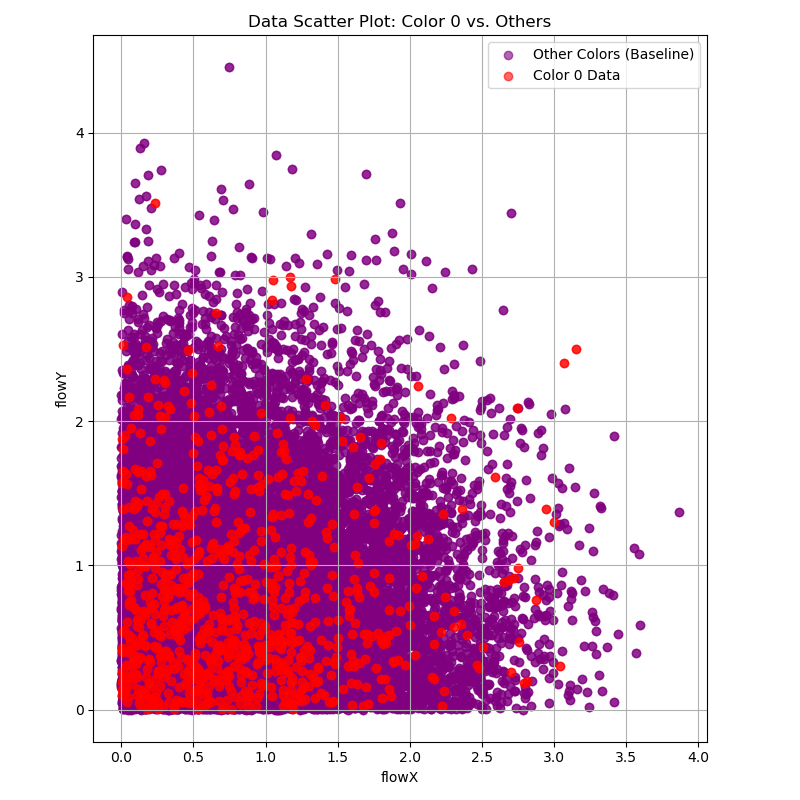 Data Scatter Plot: Color 0 vs. Others
Other Colors (Baseline)
Color 0 Data
flowY
4
3
2
1
0
0.0 0.5 1.0 1.5 2.0 2.5 3.0 3.5 4.0
flowX